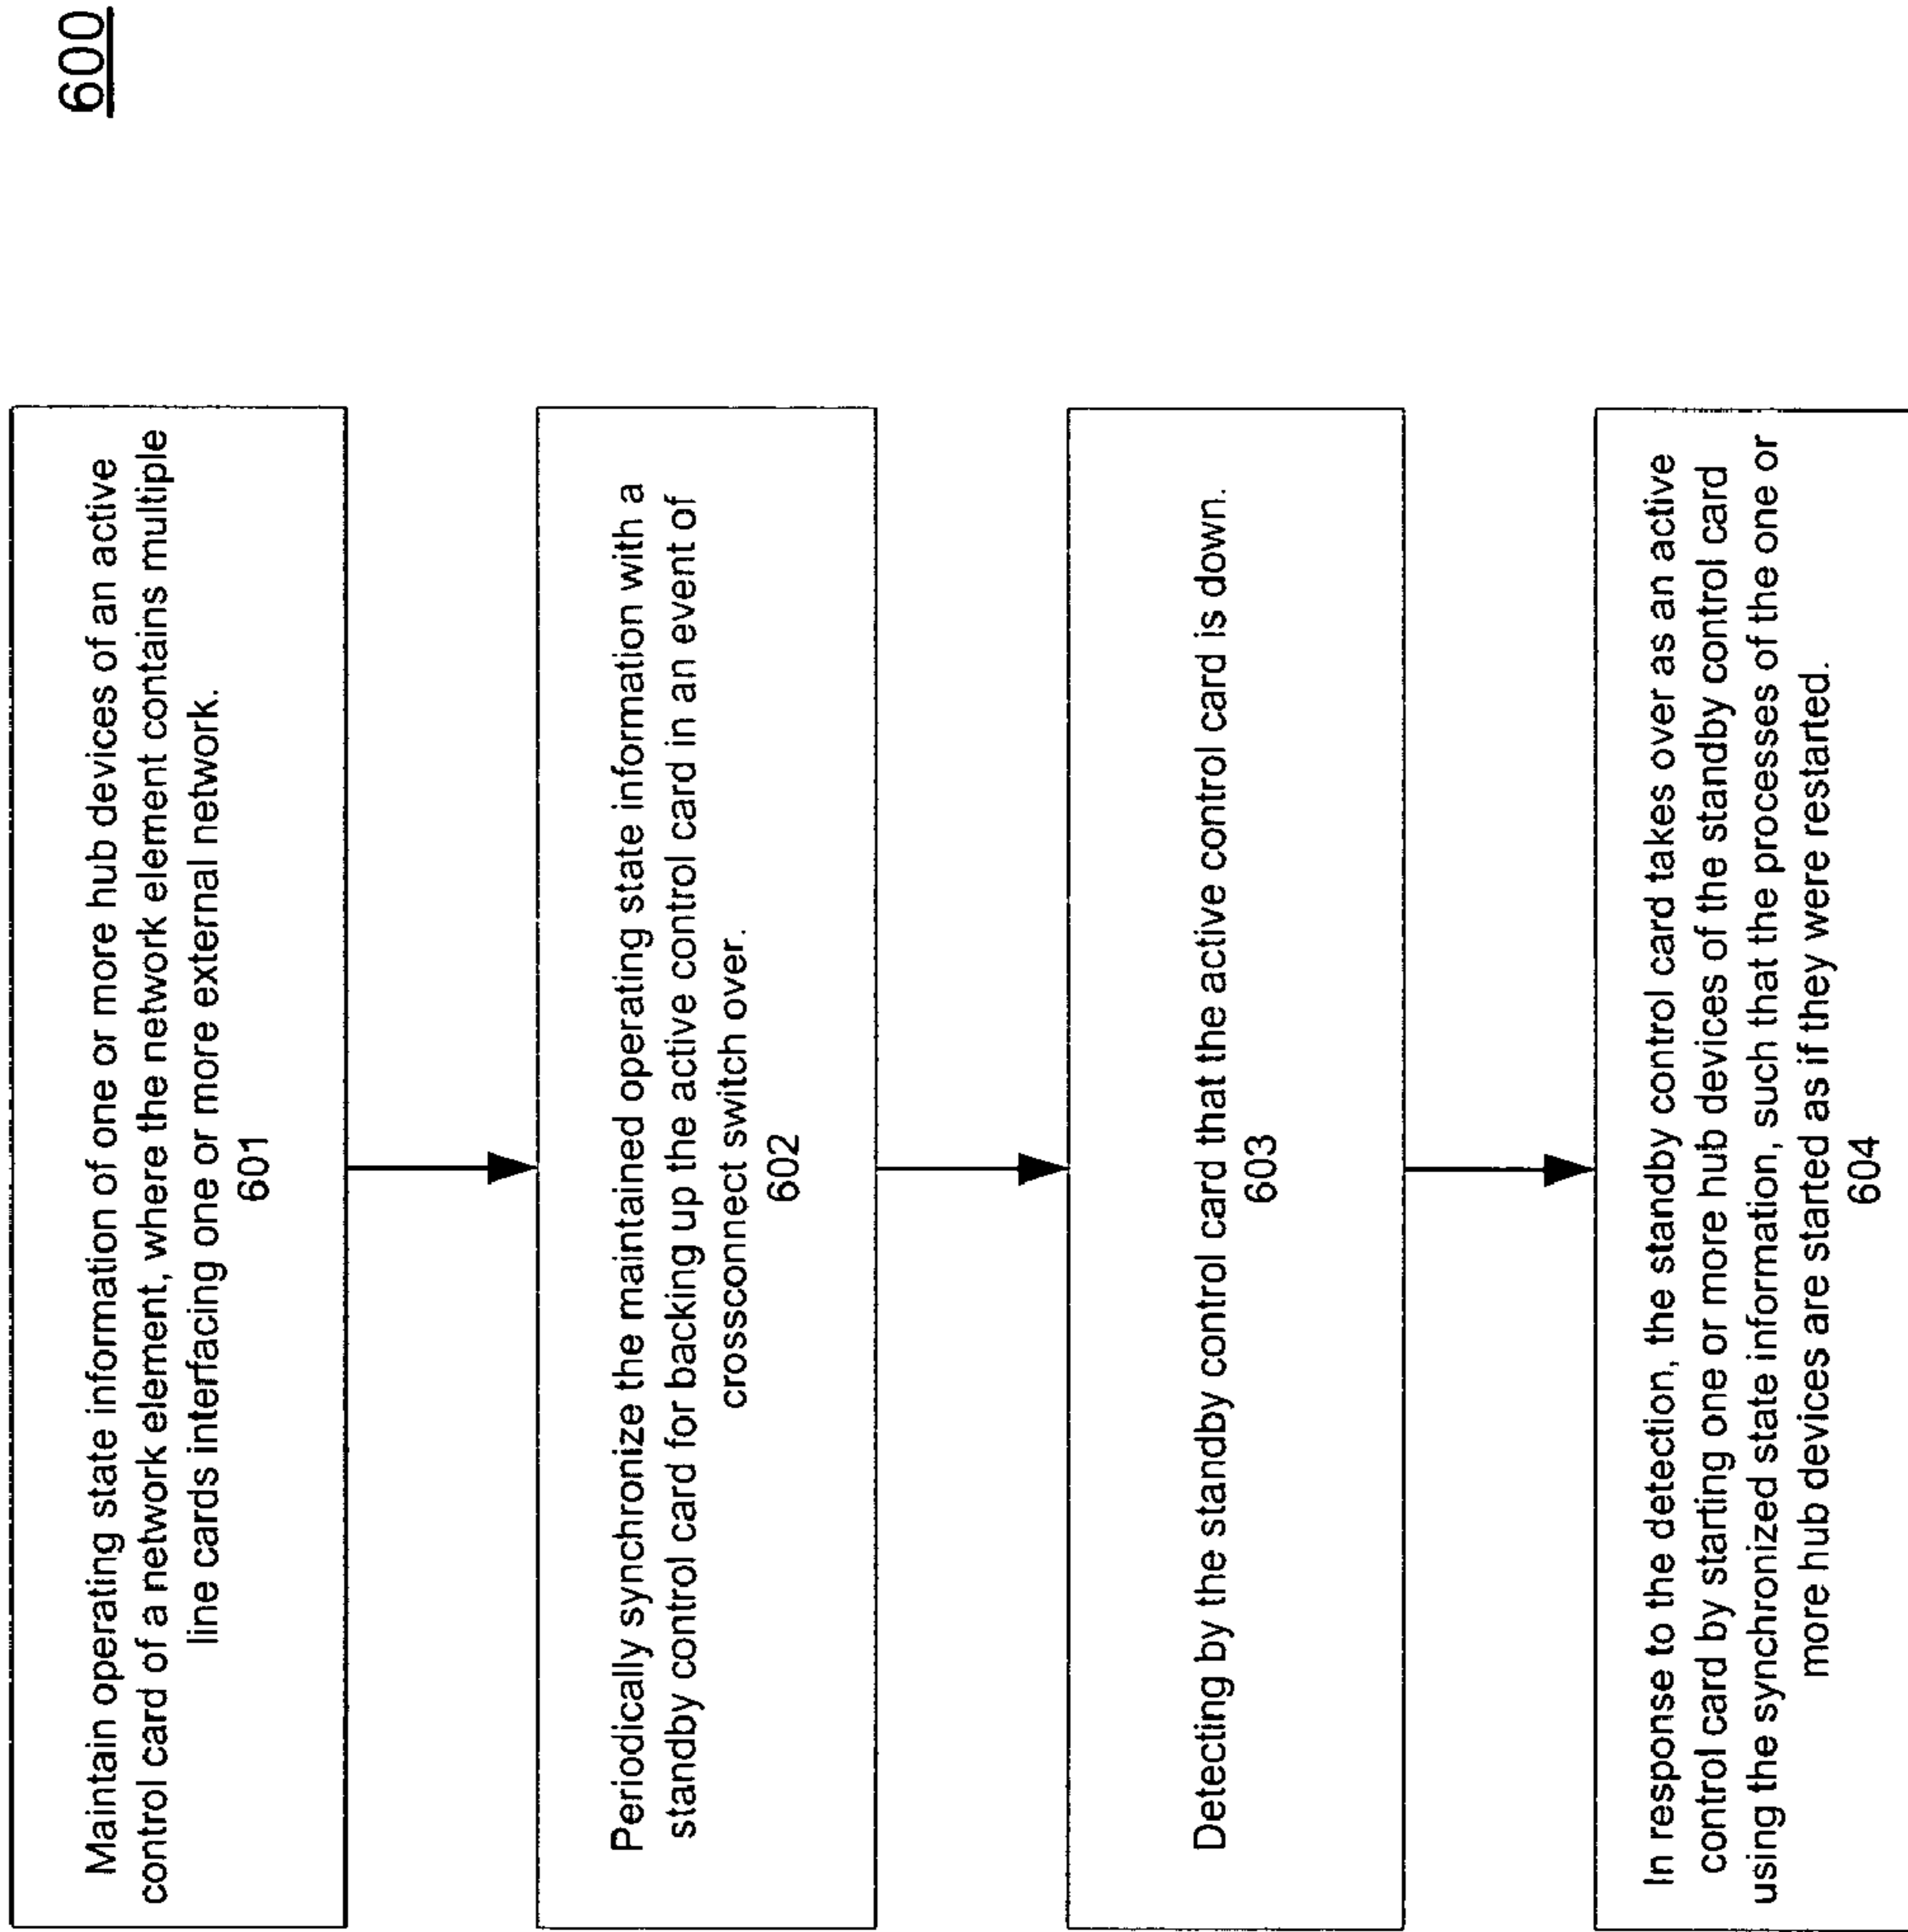 600
Maintain operating state information of one or more hub devices of an active
control card of a network element, where the network element contains multiple
line cards interfacing one or more external network.
601
Periodically synchronize the maintained operating state information with a
standby control card for backing up the active control card in an event of
crossconnect switch over.
602
Detecting by the standby control card that the active control card is down.
603
In response to the detection, the standby control card takes over as an active
control card by starting one or more hub devices of the standby control card
using the synchronized state information, such that the processes of the one or
more hub devices are started as if they were restarted.
604